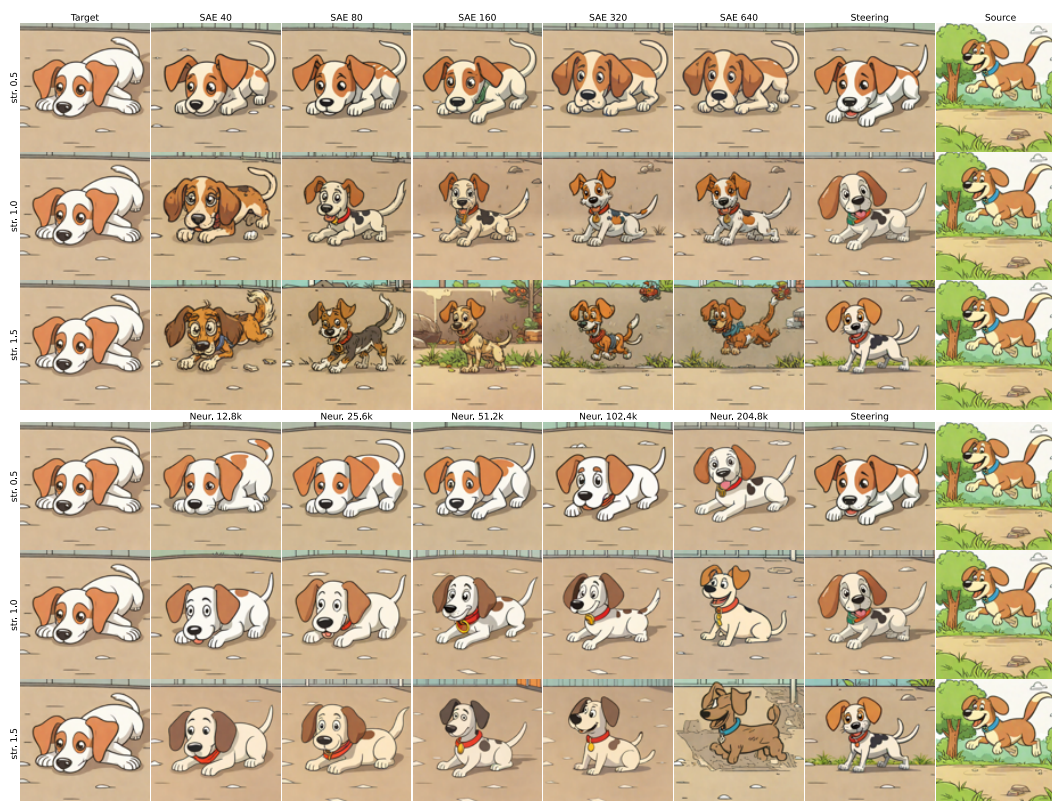 Target SAE 40 SAE 80 SAE 160 SAE 320 SAE 640 Steering Source
str. 0.5
str. 1.0
str. 1.5
Neur. 12.8k Neur. 25.6k Neur. 51.2k Neur. 102.4k Neur. 204.8k Steering
str. 0.5
str. 1.0
str. 1.5